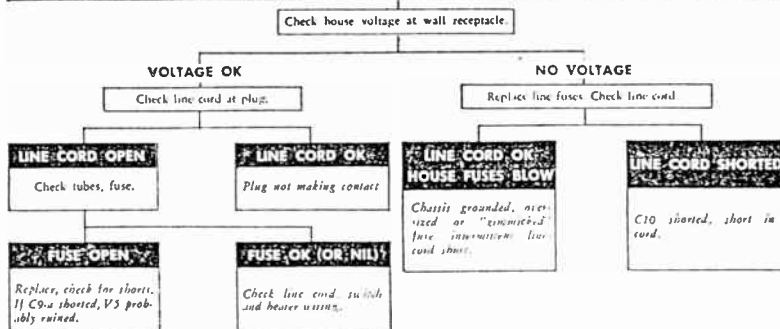 Check house voltage at wall receptacle.
VOLTAGE OK
NO VOLTAGE
Check line cord at plug.
Replace line fuses. Check line cord
LINE CORD OPEN
Check tubes, fuse.
LINE CORD OK
Plug not making contact
LINE CORD OK
HOUSE FUSES BLOW
Chassis grounded, over-
sized or "gimmicked"
fuse intermittent line
cord short.
LINE CORD SHORTED
C10 shorted, short in
cord.
FUSE OPEN
Replace, check for shorts.
If C9-a shorted, V5 prob-
ably ruined.
FUSE OK (OR NIL)
Check line cord, switch
and heater wiring.